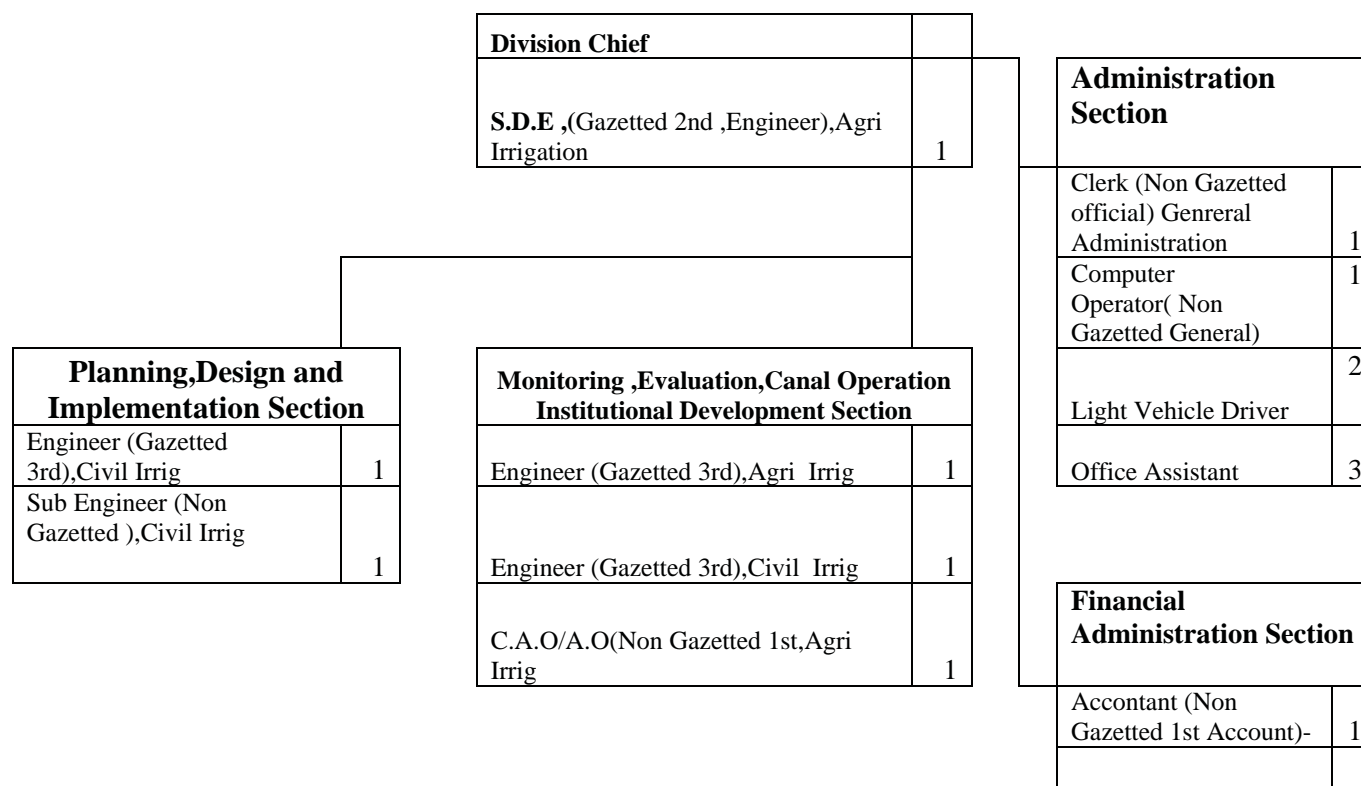 Division Chief
S.D.E ,(Gazetted 2nd ,Engineer),Agri
Irrigation 1
Administration
Section
Clerk (Non Gazetted
official) Genreral
Administration 1
Computer 1
Operator( Non
Gazetted General)
2
Light Vehicle Driver
Office Assistant 3
Planning,Design and
Implementation Section
Engineer (Gazetted
3rd),Civil Irrig 1
Sub Engineer (Non
Gazetted ),Civil Irrig
1
Monitoring ,Evaluation,Canal Operation
Institutional Development Section
Engineer (Gazetted 3rd),Agri Irrig 1
Engineer (Gazetted 3rd),Civil Irrig 1
C.A.O/A.O(Non Gazetted 1st,Agri
Irrig 1
Financial
Administration Section
Accontant (Non
Gazetted 1st Account)- 1